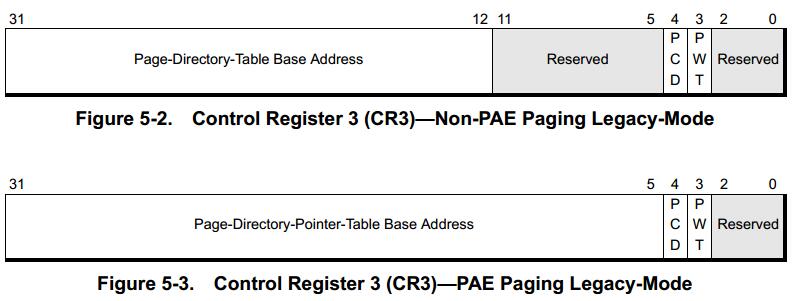 31 12 11 5 4 3 2 0
Page-Directory-Table Base Address Reserved PCD PWT Reserved
Figure 5-2. Control Register 3 (CR3)—Non-PAE Paging Legacy-Mode
31 5 4 3 2 0
Page-Directory-Pointer-Table Base Address PCD PWT Reserved
Figure 5-3. Control Register 3 (CR3)—PAE Paging Legacy-Mode